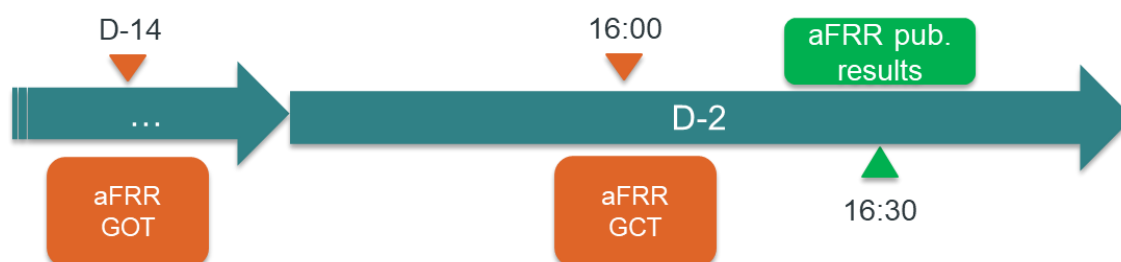 D-14
16:00
aFRR pub.
results
...
D-2
aFRR
GOT
aFRR
GCT
16:30